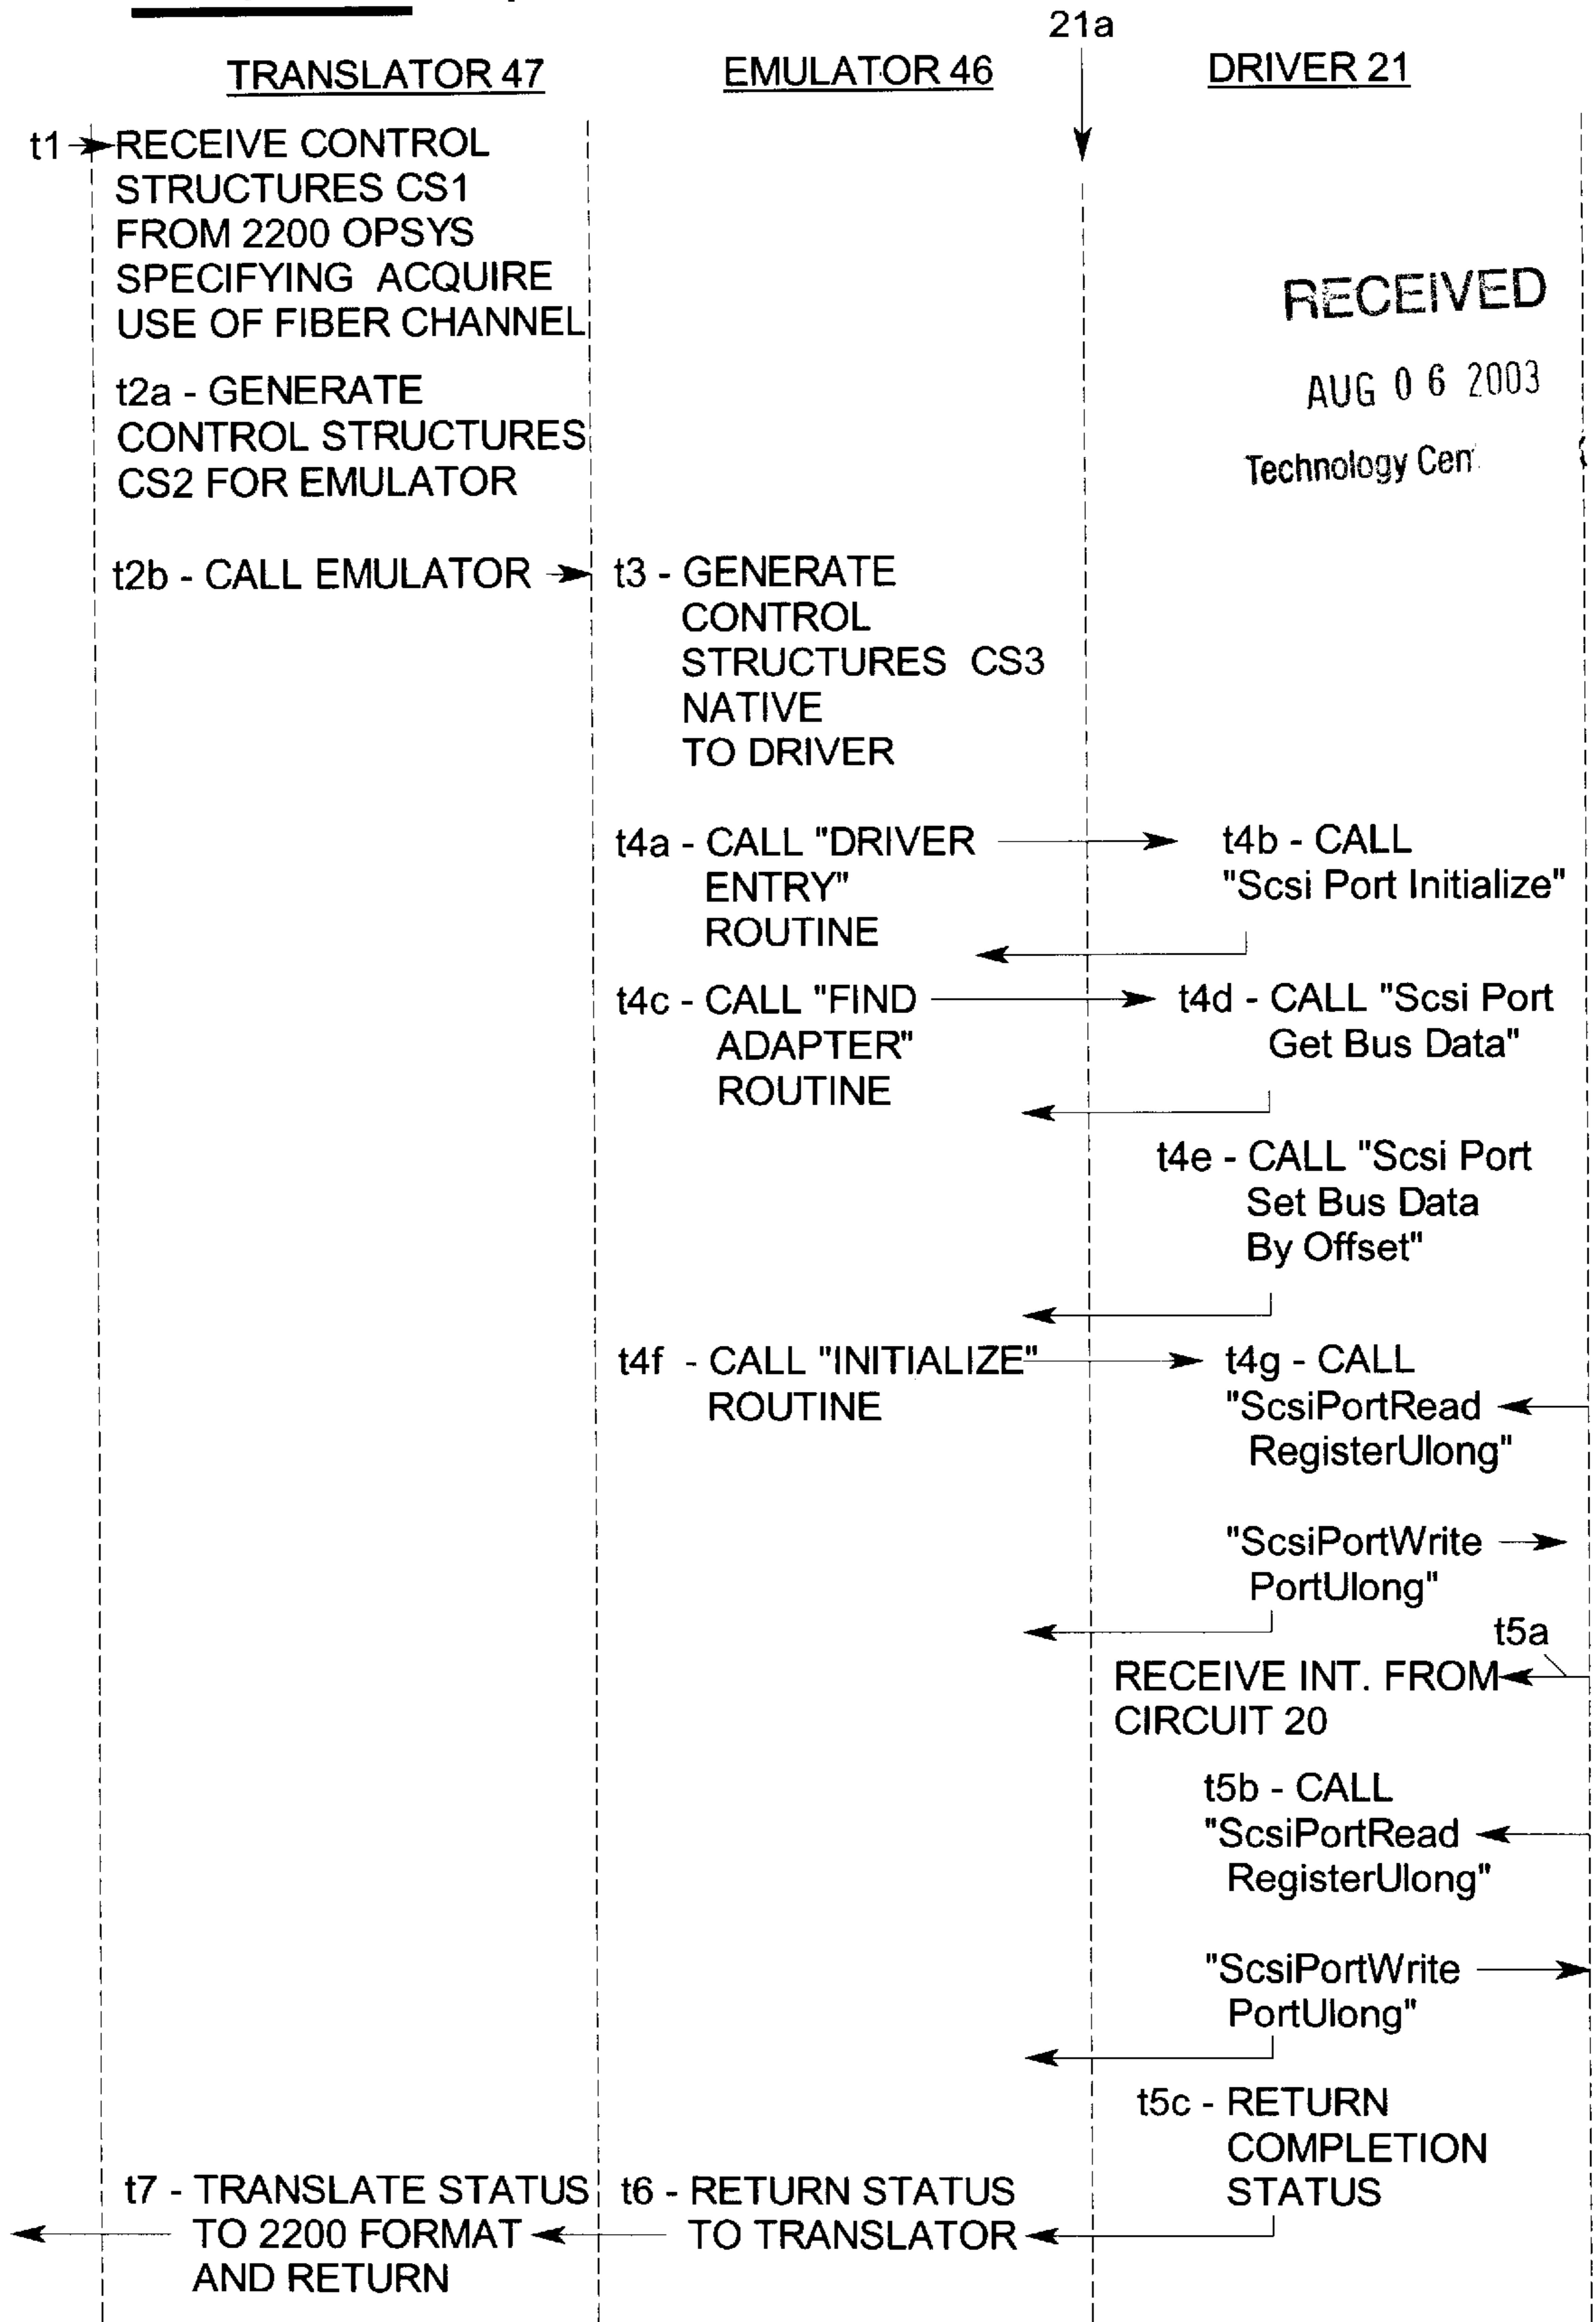 21a
TRANSLATOR 47
EMULATOR 46
DRIVER 21
t1
RECEIVE CONTROL
STRUCTURES CS1
FROM 2200 OPSYS
SPECIFYING ACQUIRE
USE OF FIBER CHANNEL
RECEIVED
AUG 06 2003
Technology Cen
t2a - GENERATE
CONTROL STRUCTURES
CS2 FOR EMULATOR
t2b - CALL EMULATOR
t3 - GENERATE
CONTROL
STRUCTURES CS3
NATIVE
TO DRIVER
t4a - CALL "DRIVER
ENTRY"
ROUTINE
t4b - CALL
"Scsi Port Initialize"
t4c - CALL "FIND
ADAPTER"
ROUTINE
t4d - CALL "Scsi Port
Get Bus Data"
t4e - CALL "Scsi Port
Set Bus Data
By Offset"
t4f - CALL "INITIALIZE"
ROUTINE
t4g - CALL
"ScsiPortRead
RegisterUlong"
"ScsiPortWrite
PortUlong"
t5a
RECEIVE INT. FROM
CIRCUIT 20
t5b - CALL
"ScsiPortRead
RegisterUlong"
"ScsiPortWrite
PortUlong"
t5c - RETURN
COMPLETION
STATUS
t6 - RETURN STATUS
TO TRANSLATOR
t7 - TRANSLATE STATUS
TO 2200 FORMAT
AND RETURN